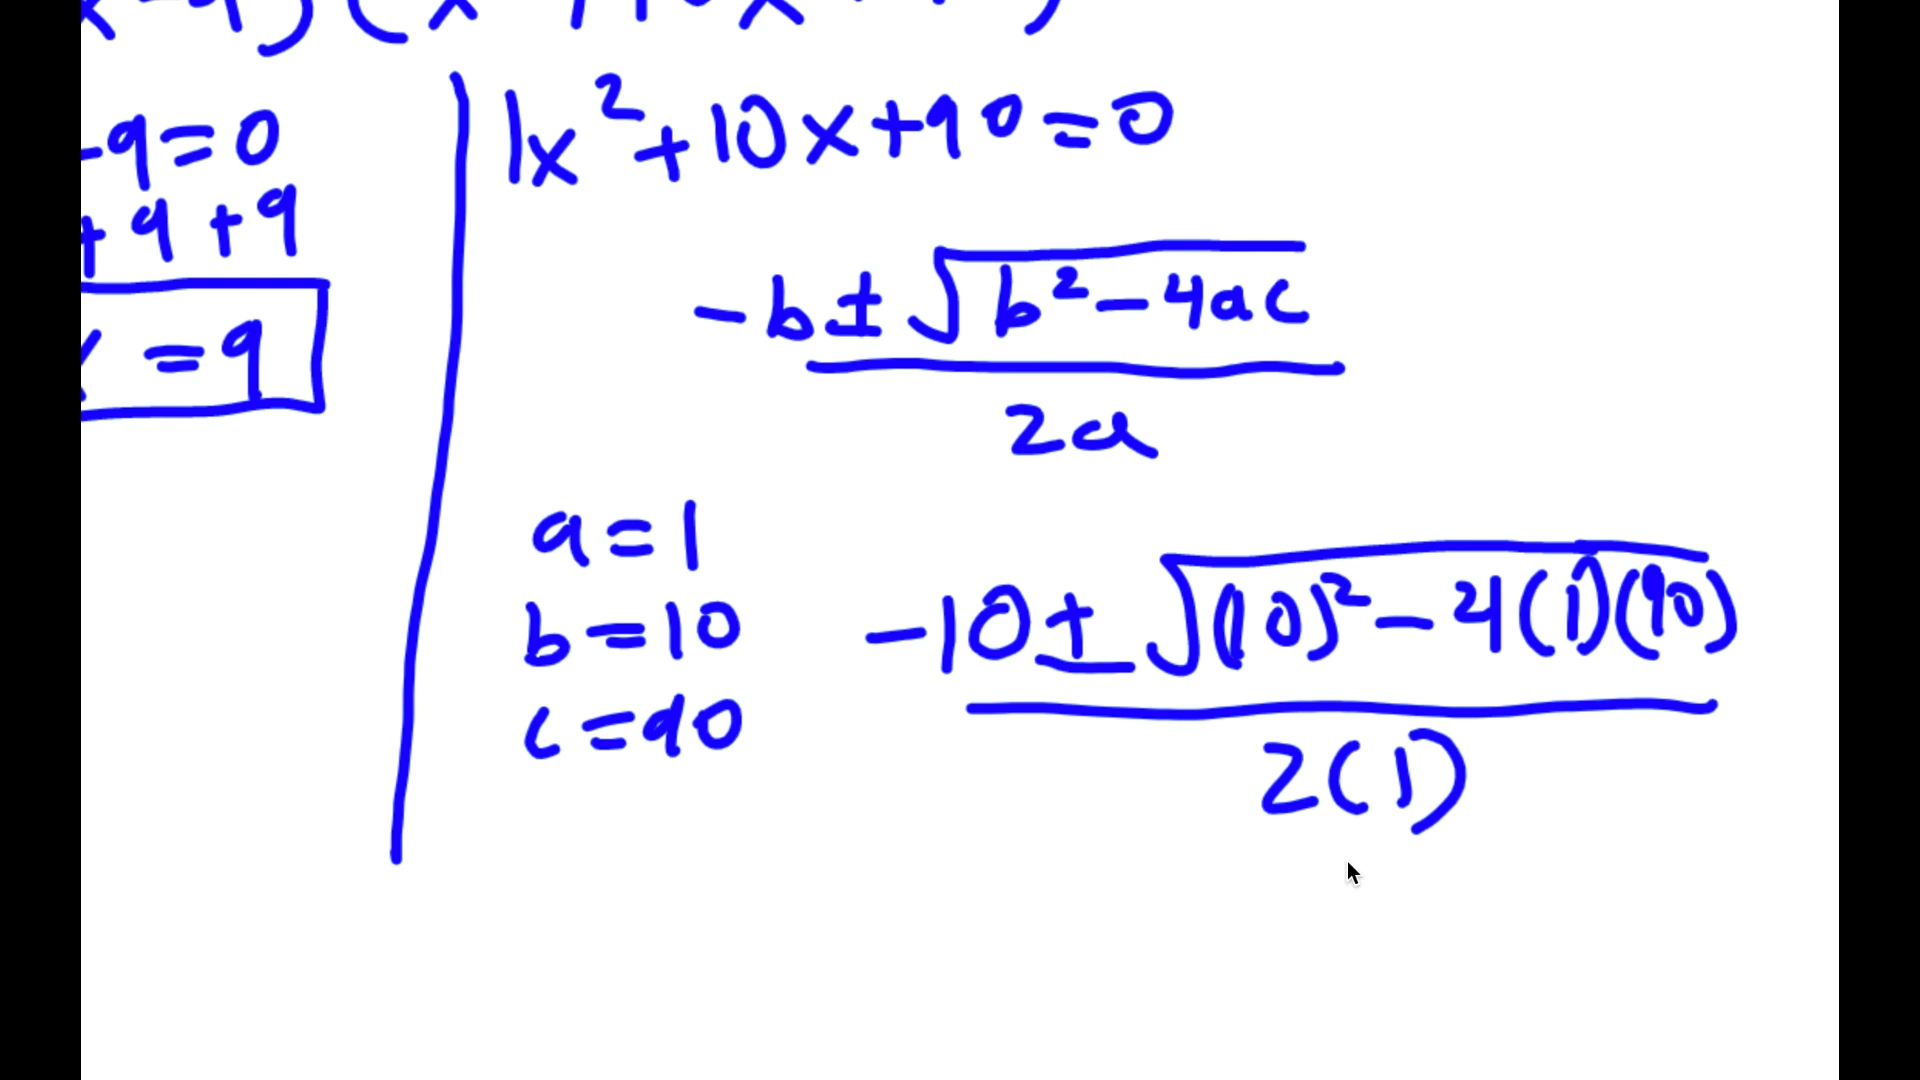 -9=0
+9 +9
x =9
1x²+10x+90=0
-b±√b²-4ac
2a
a=1
b=10
c=90
-10±√(10)²-4(1)(90)
2(1)